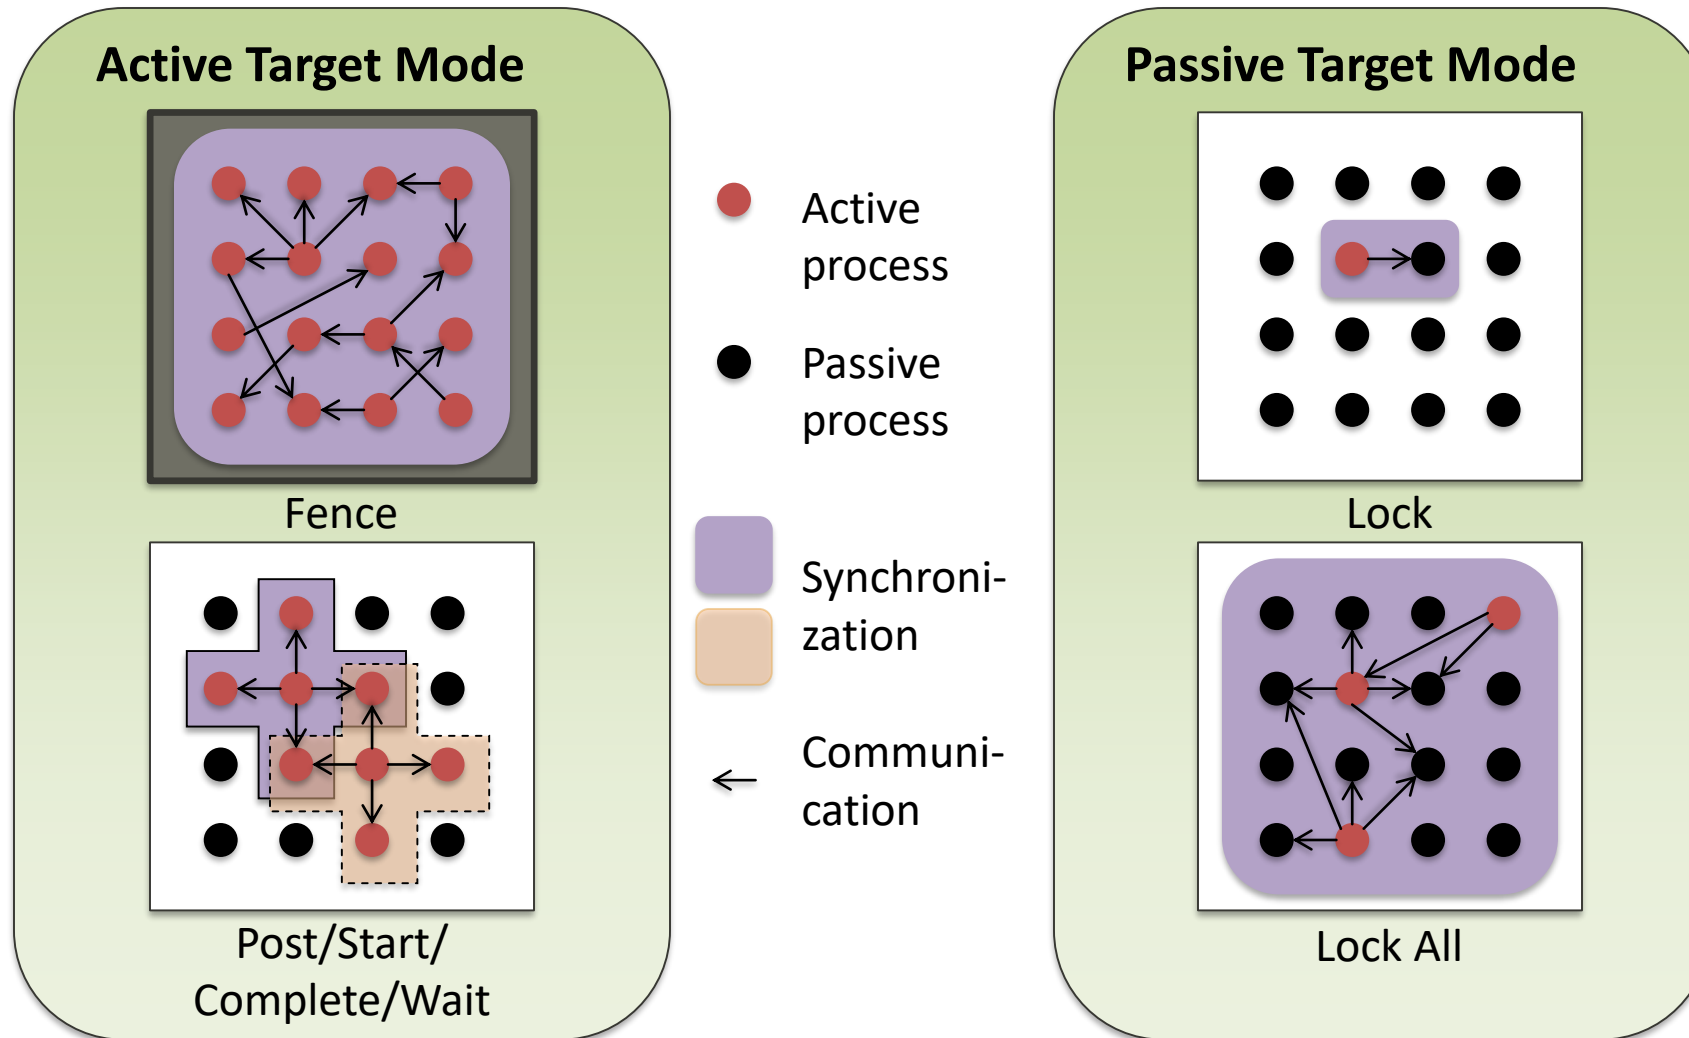 Active Target Mode
Fence
Post/Start/
Complete/Wait
Active
process
Passive
process
Synchroni-
zation
Communi-
cation
Passive Target Mode
Lock
Lock All